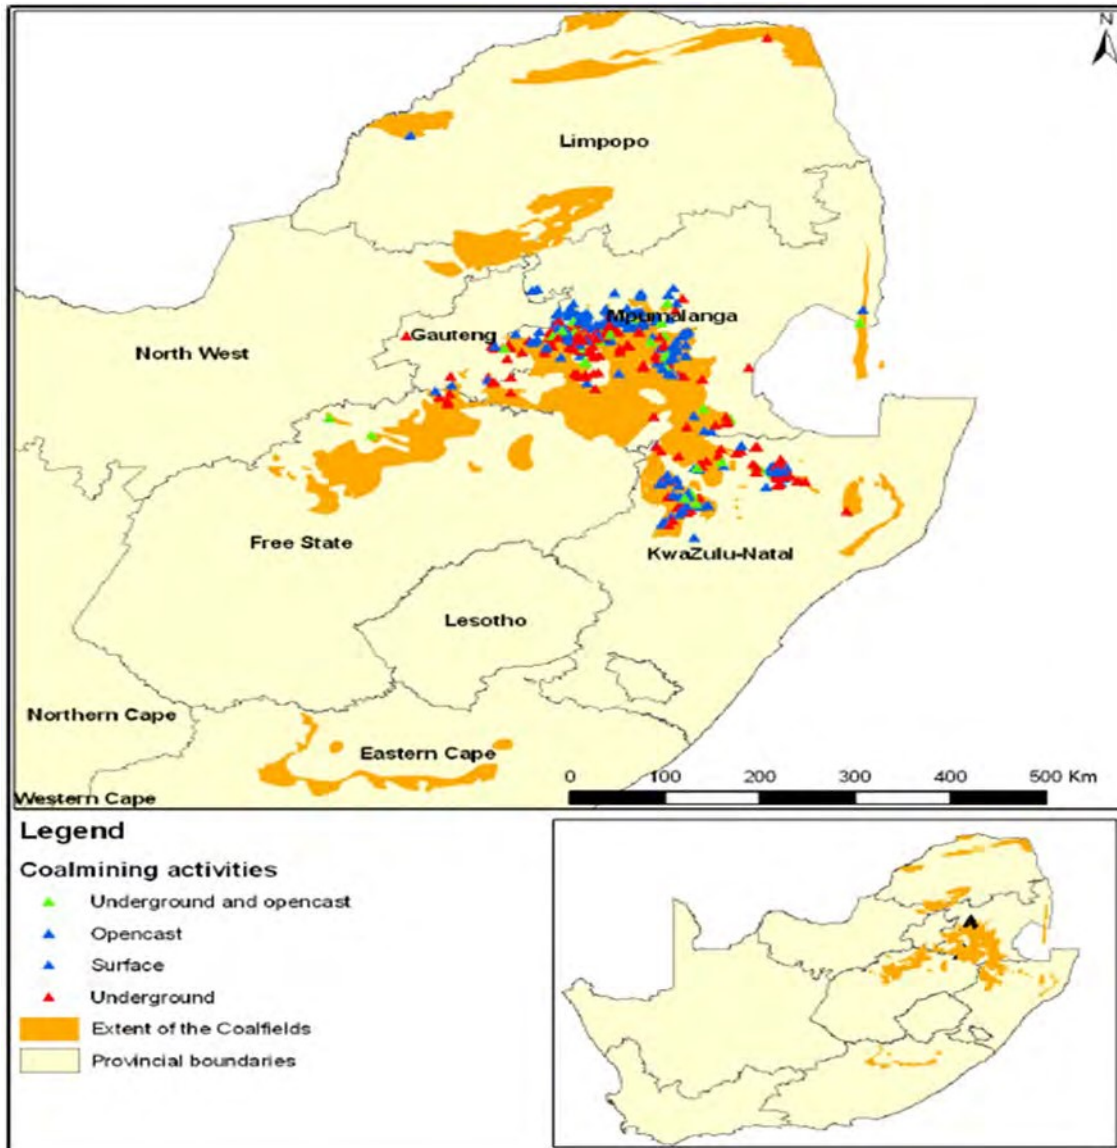 N
Limpopo
Mpumalanga
Gauteng
North West
Free State
KwaZulu-Natal
Lesotho
Northern Cape
Eastern Cape
Western Cape
0 100 200 300 400 500 Km
Legend
Coalmining activities
Underground and opencast
Opencast
Surface
Underground
Extent of the Coalfields
Provincial boundaries